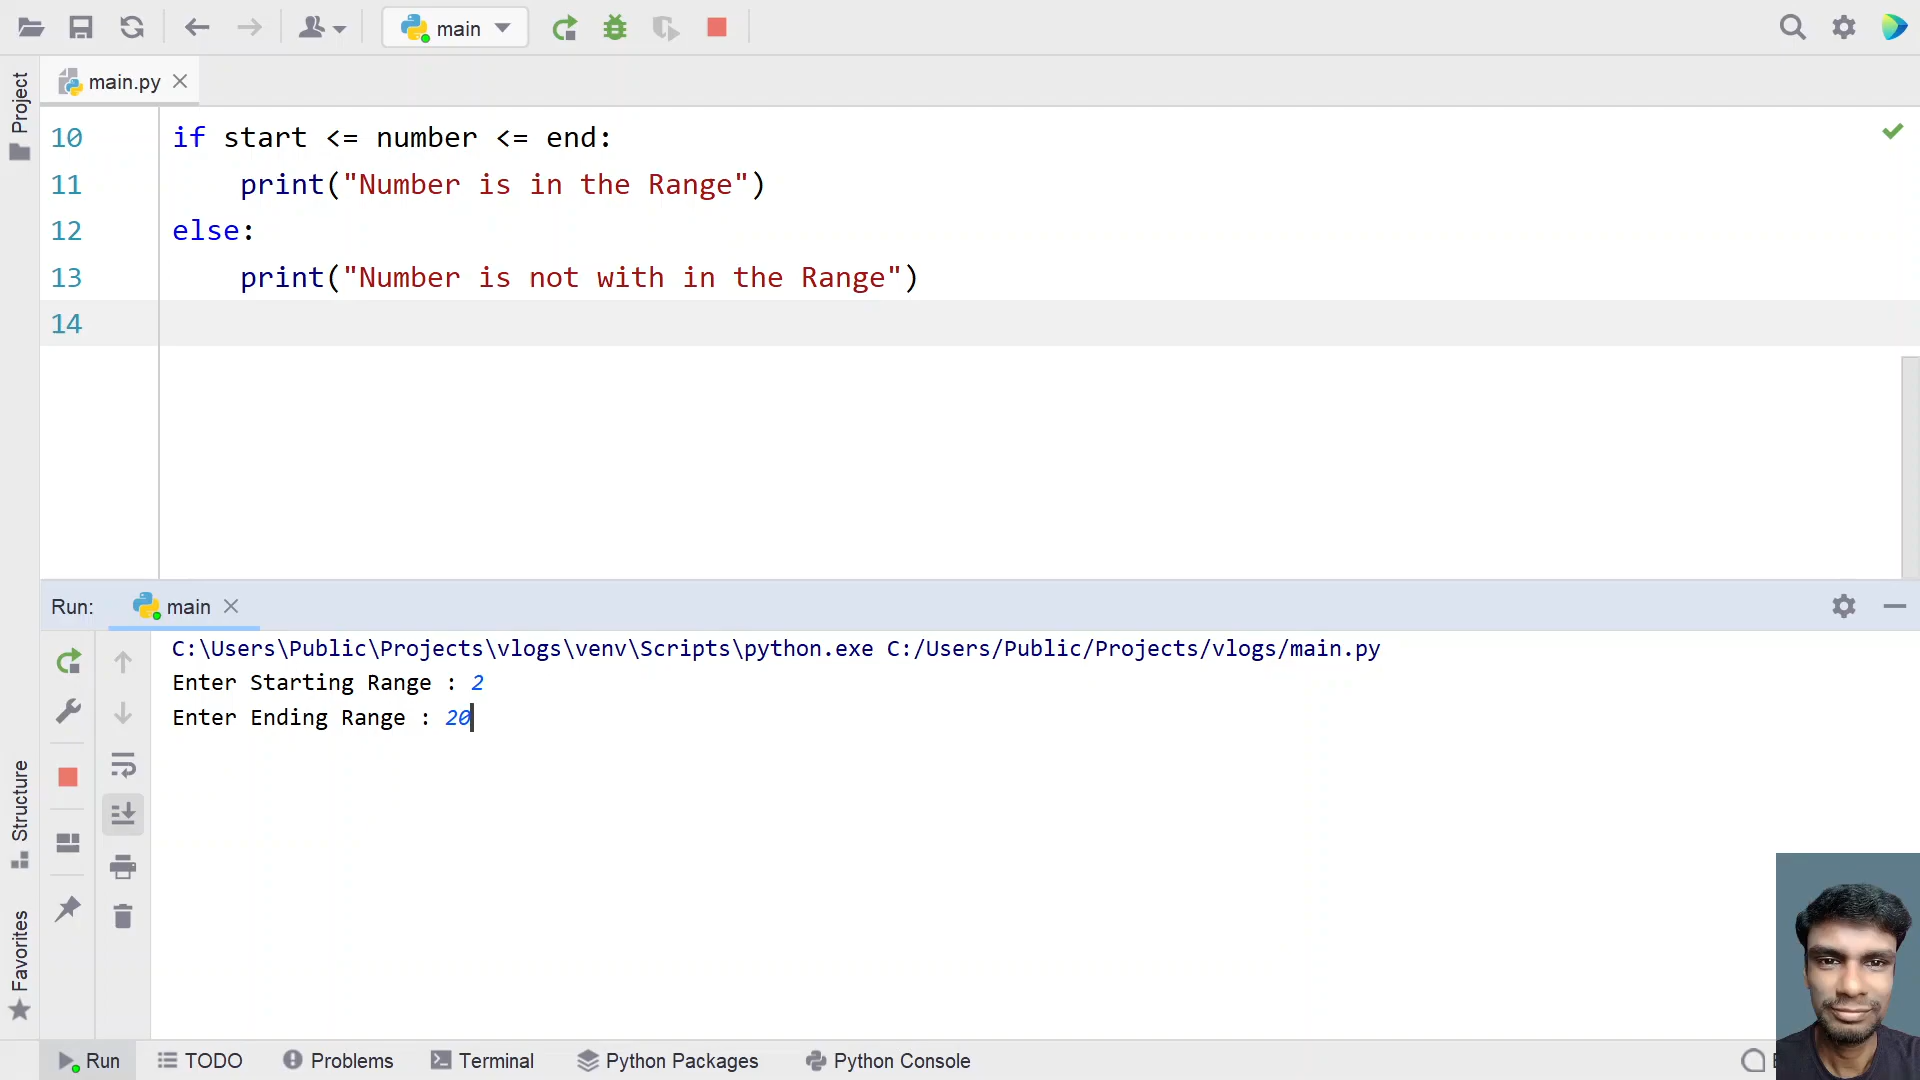 main
main.py
Project
10 if start <= number <= end:
11 print("Number is in the Range")
12 else:
13 print("Number is not with in the Range")
14
Run: main
C:\Users\Public\Projects\vlogs\venv\Scripts\python.exe C:/Users/Public/Projects/vlogs/main.py
Enter Starting Range : 2
Enter Ending Range : 20
Structure
Favorites
Run TODO Problems Terminal Python Packages Python Console